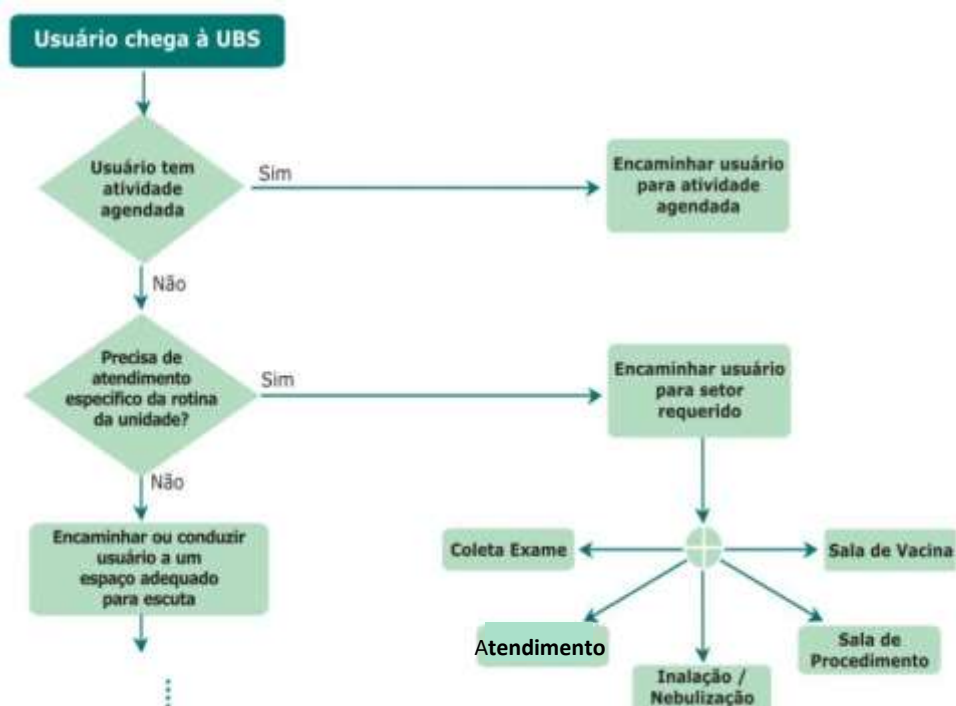 Usuário chega à UBS
Usuário tem
atividade
agendada
Sim
Encaminhar usuário
para atividade
agendada
Não
Precisa de
atendimento
específico da rotina
da unidade?
Sim
Encaminhar usuário
para setor
requerido
Não
Encaminhar ou conduzir
usuário a um
espaço adequado
para escuta
Coleta Exame
Sala de Vacina
Atendimento
Sala de
Procedimento
Inalação /
Nebulização